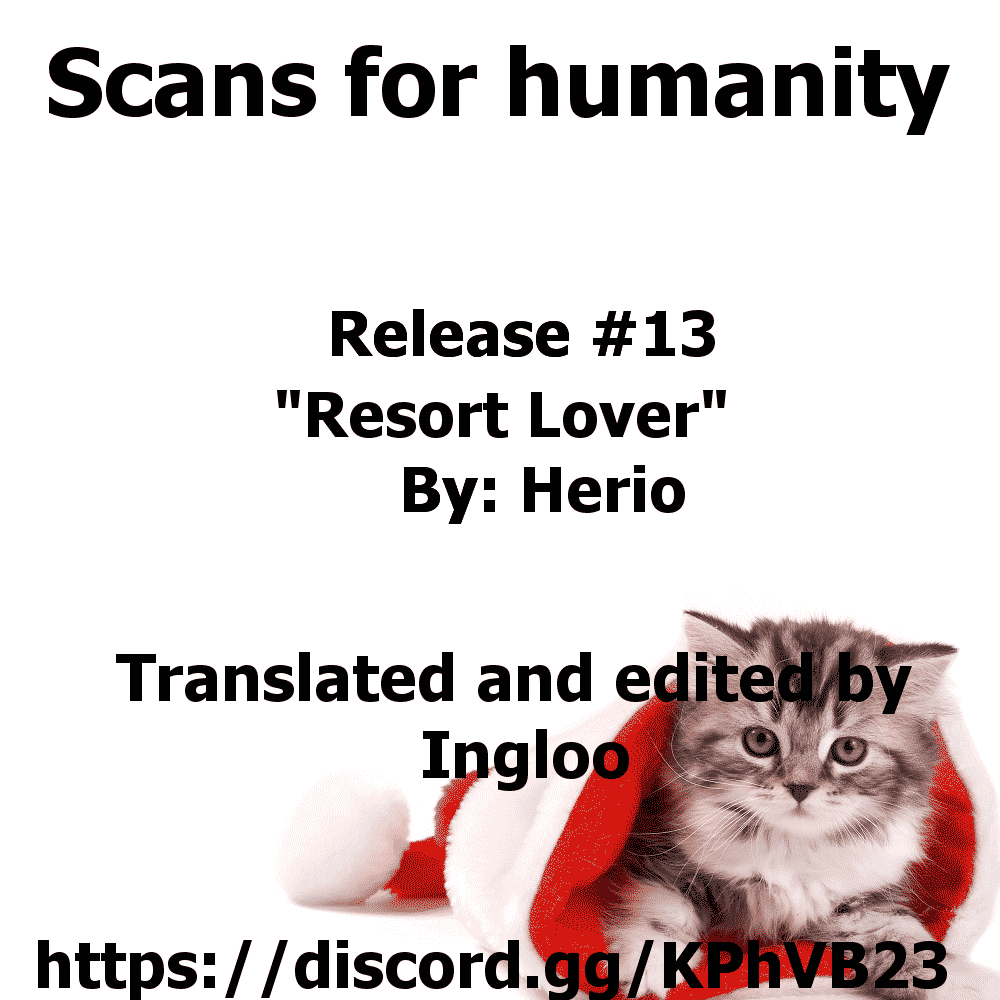 Scans for humanity
Release #13
"Resort Lover"
By: Herio
Translated and edited by
Ingloo
https://discord.gg/KPhVB23